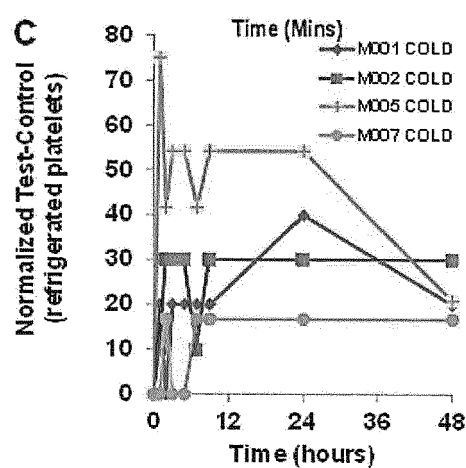 C
Time (Mins)
M001 COLD
M002 COLD
M005 COLD
M007 COLD
Normalized Test-Control
(refrigerated platelets)
80
70
60
50
40
30
20
10
0
0 12 24 36 48
Time (hours)